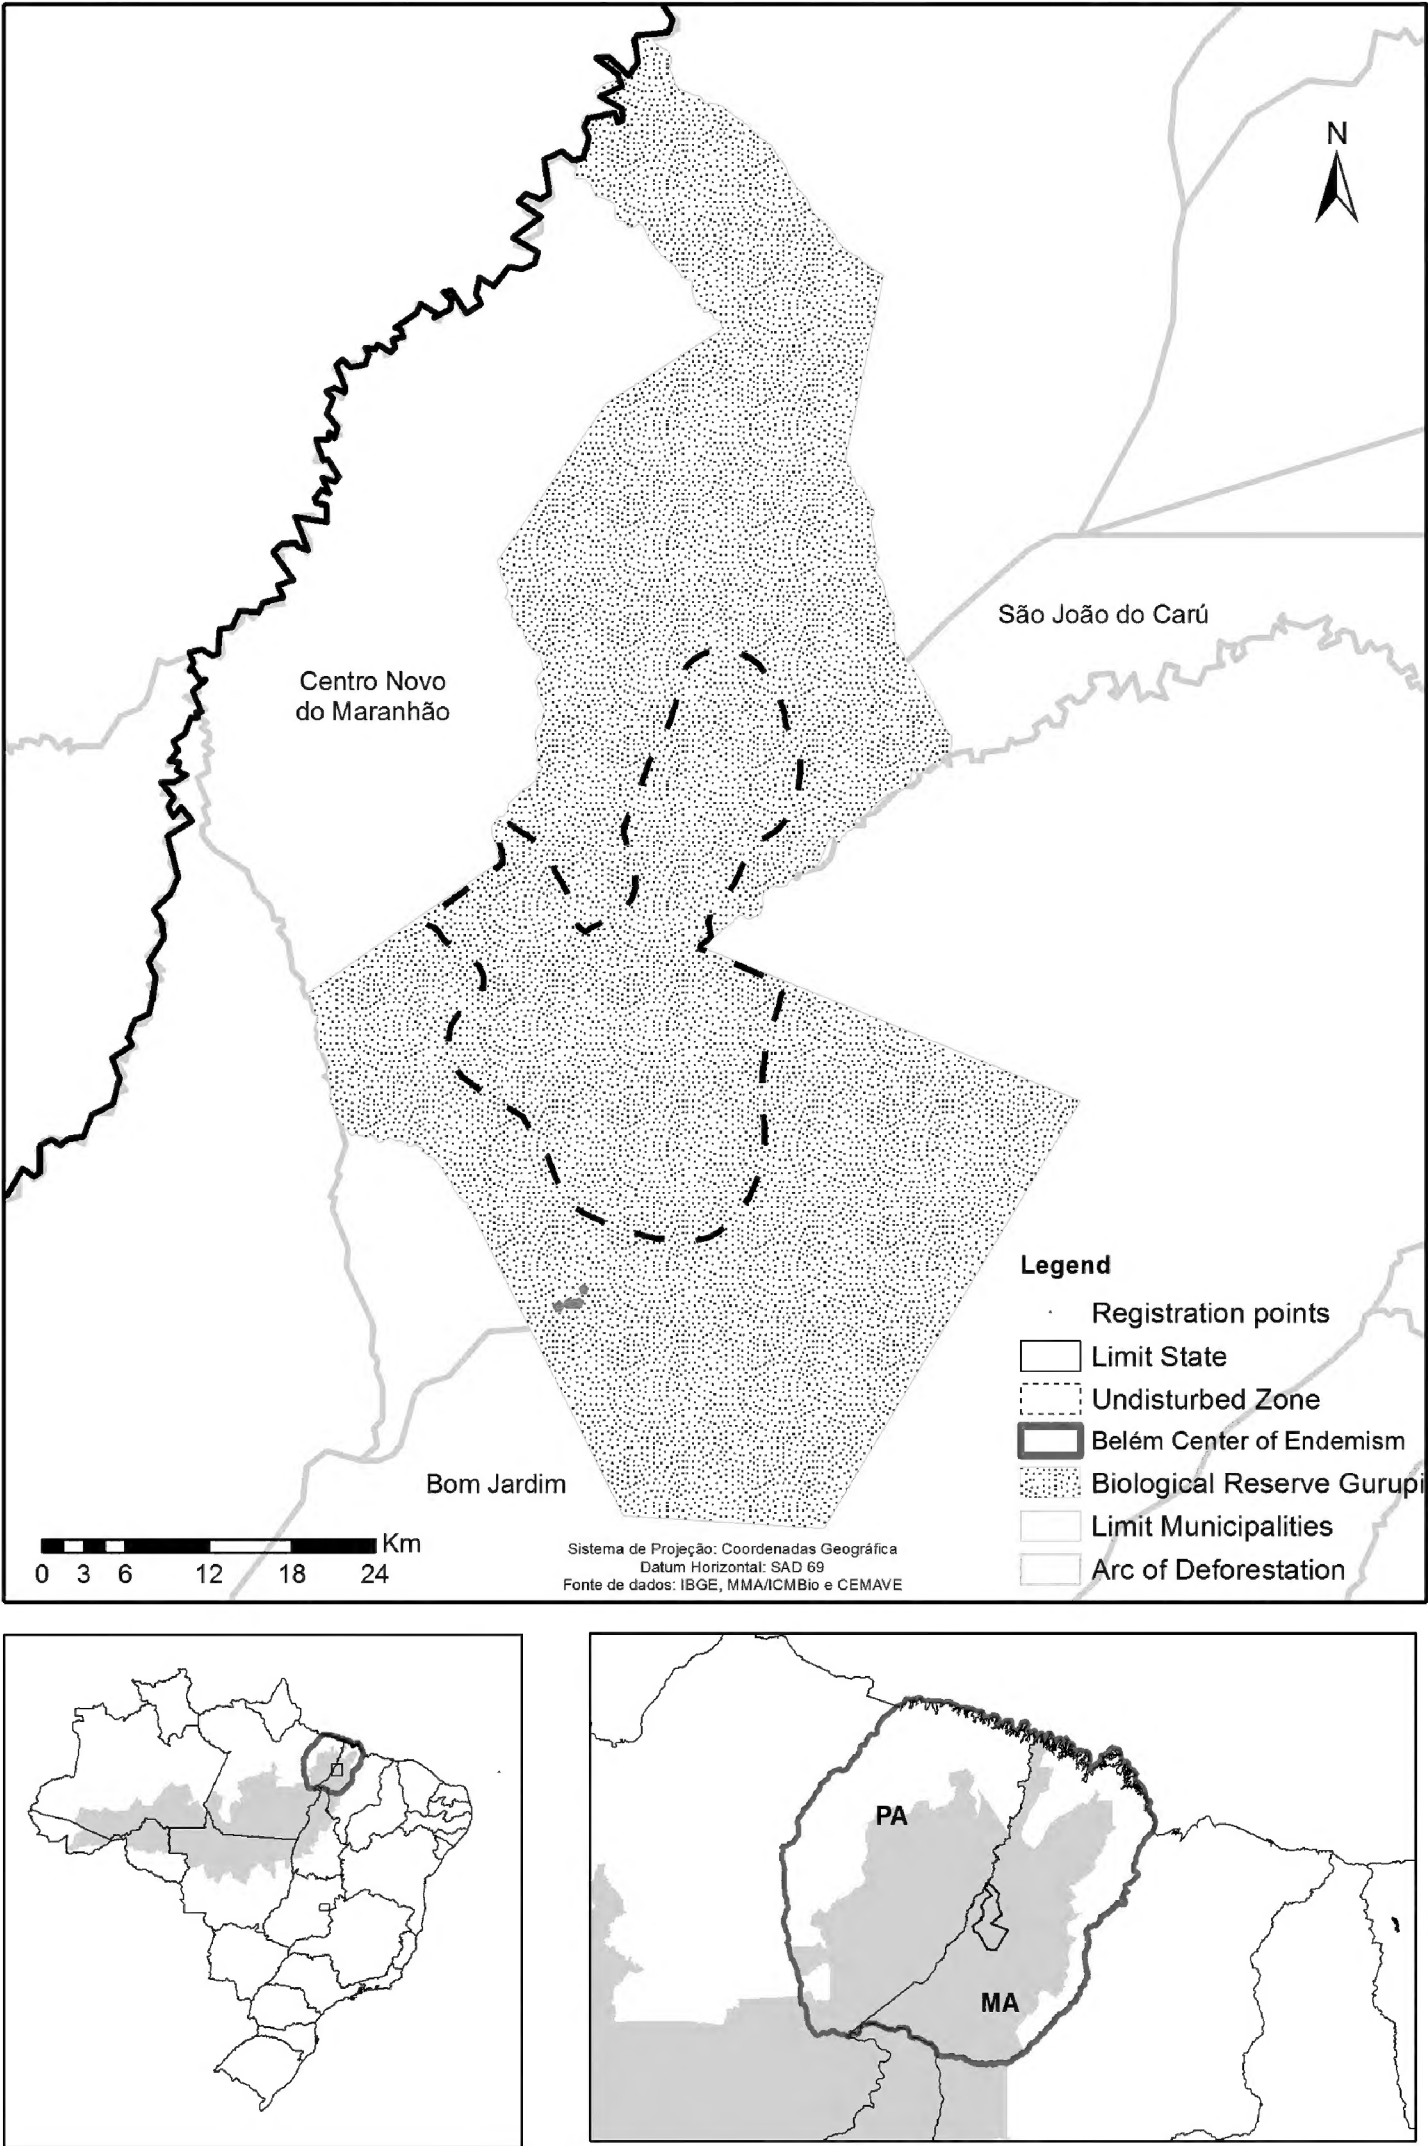 N
São João do Carú
Centro Novo
do Maranhão
Legend
Registration points
Limit State
Undisturbed Zone
Belém Center of Endemism
Biological Reserve Gurupi
Limit Municipalities
Arc of Deforestation
Bom Jardim
Km
0 3 6 12 18 24
Sistema de Projeção: Coordenadas Geográfica
Datum Horizontal: SAD 69
Fonte de dados: IBGE, MMA/ICMBio e CEMAVE
PA
MA